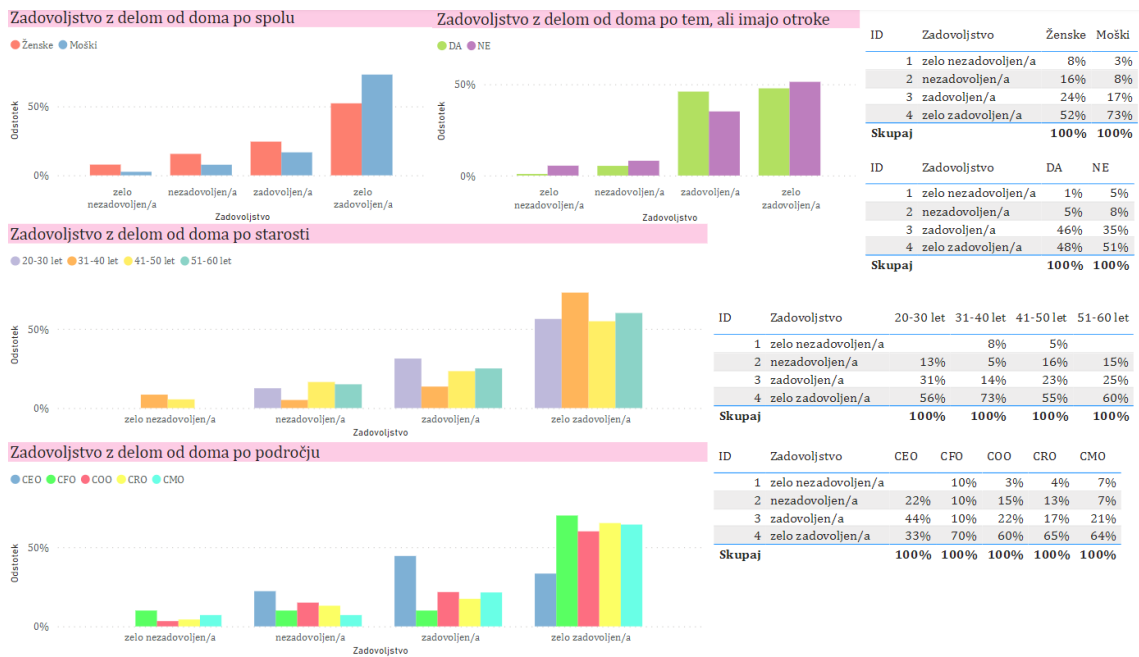 Zadovoljstvo z delom od doma po spolu
Ženske Moški
Odstotek
50%
0%
zelo nezadovoljen/a
nezadovoljen/a
zadovoljen/a
zelo zadovoljen/a
Zadovoljstvo
Zadovoljstvo z delom od doma po tem, ali imajo otroke
DA NE
Odstotek
50%
0%
zelo nezadovoljen/a
nezadovoljen/a
zadovoljen/a
zelo zadovoljen/a
Zadovoljstvo
ID Zadovoljstvo Ženske Moški
1 zelo nezadovoljen/a 8% 3%
2 nezadovoljen/a 16% 8%
3 zadovoljen/a 24% 17%
4 zelo zadovoljen/a 52% 73%
Skupaj 100% 100%
ID Zadovoljstvo DA NE
1 zelo nezadovoljen/a 1% 5%
2 nezadovoljen/a 5% 8%
3 zadovoljen/a 46% 35%
4 zelo zadovoljen/a 48% 51%
Skupaj 100% 100%
Zadovoljstvo z delom od doma po starosti
20-30 let 31-40 let 41-50 let 51-60 let
Odstotek
50%
0%
zelo nezadovoljen/a nezadovoljen/a zadovoljen/a zelo zadovoljen/a
Zadovoljstvo
ID Zadovoljstvo 20-30 let 31-40 let 41-50 let 51-60 let
1 zelo nezadovoljen/a 8% 5%
2 nezadovoljen/a 13% 5% 16% 15%
3 zadovoljen/a 31% 14% 23% 25%
4 zelo zadovoljen/a 56% 73% 55% 60%
Skupaj 100% 100% 100% 100%
Zadovoljstvo z delom od doma po področju
CEO CFO COO CRO CMO
Odstotek
50%
0%
zelo nezadovoljen/a nezadovoljen/a zadovoljen/a zelo zadovoljen/a
Zadovoljstvo
ID Zadovoljstvo CEO CFO COO CRO CMO
1 zelo nezadovoljen/a 10% 3% 4% 7%
2 nezadovoljen/a 22% 10% 15% 13% 7%
3 zadovoljen/a 44% 10% 22% 17% 21%
4 zelo zadovoljen/a 33% 70% 60% 65% 64%
Skupaj 100% 100% 100% 100% 100%